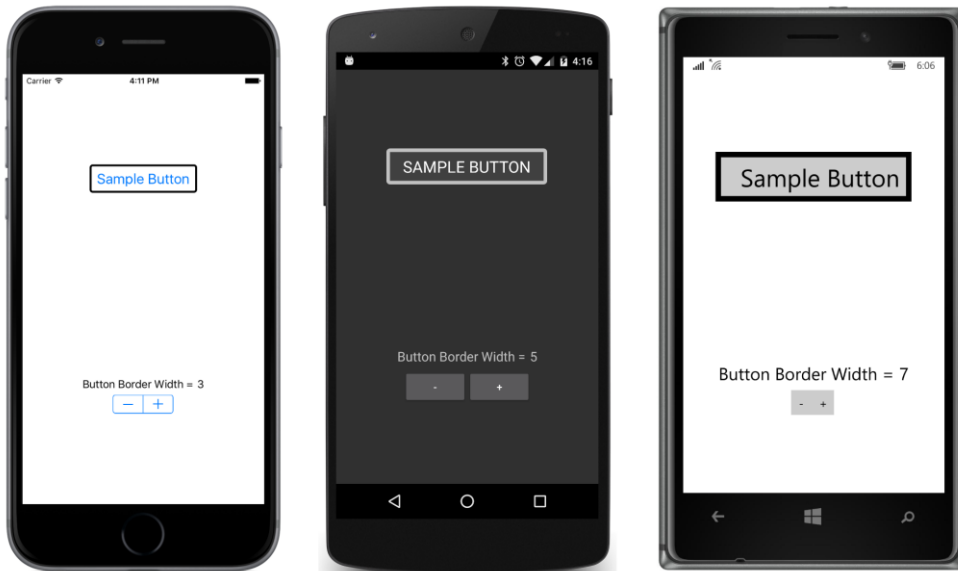 Carrier 4:11 PM
Sample Button
Button Border Width = 3
− +
4:16
SAMPLE BUTTON
Button Border Width = 5
- +
6:06
Sample Button
Button Border Width = 7
- +